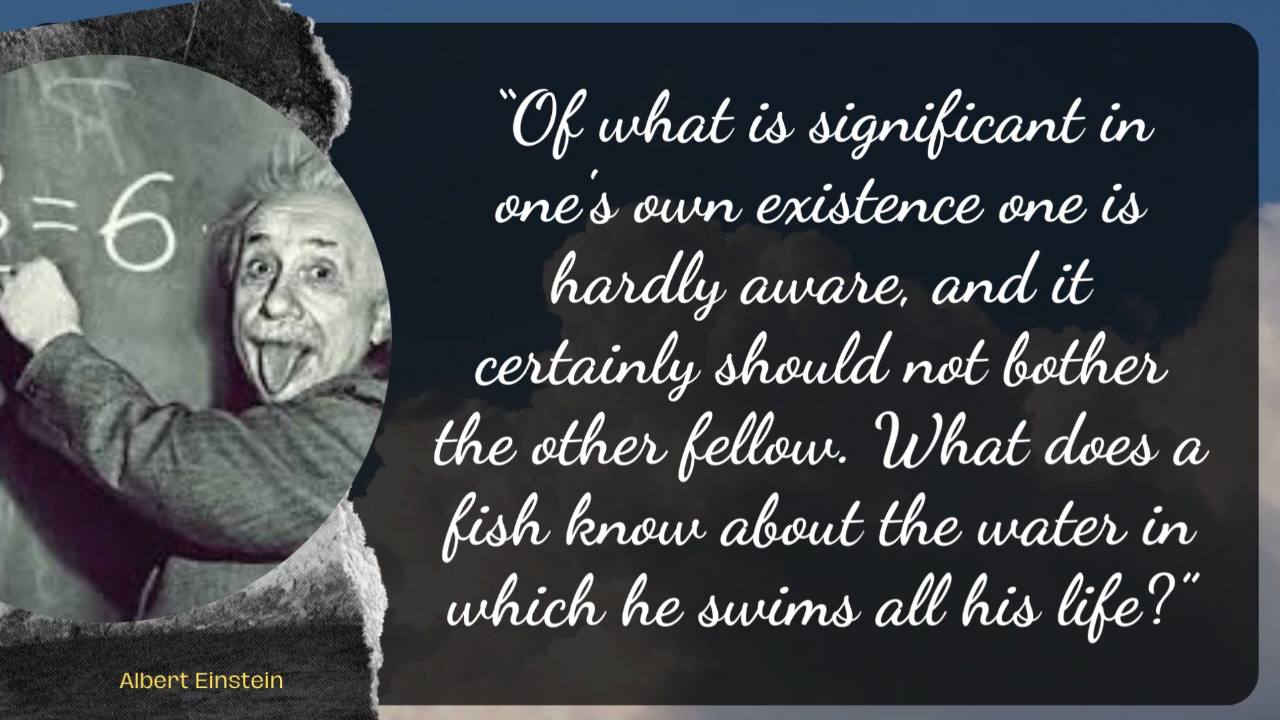 = 6
“Of what is significant in
one's own existence one is
hardly aware, and it
certainly should not bother
the other fellow. What does a
fish know about the water in
which he swims all his life?”
Albert Einstein